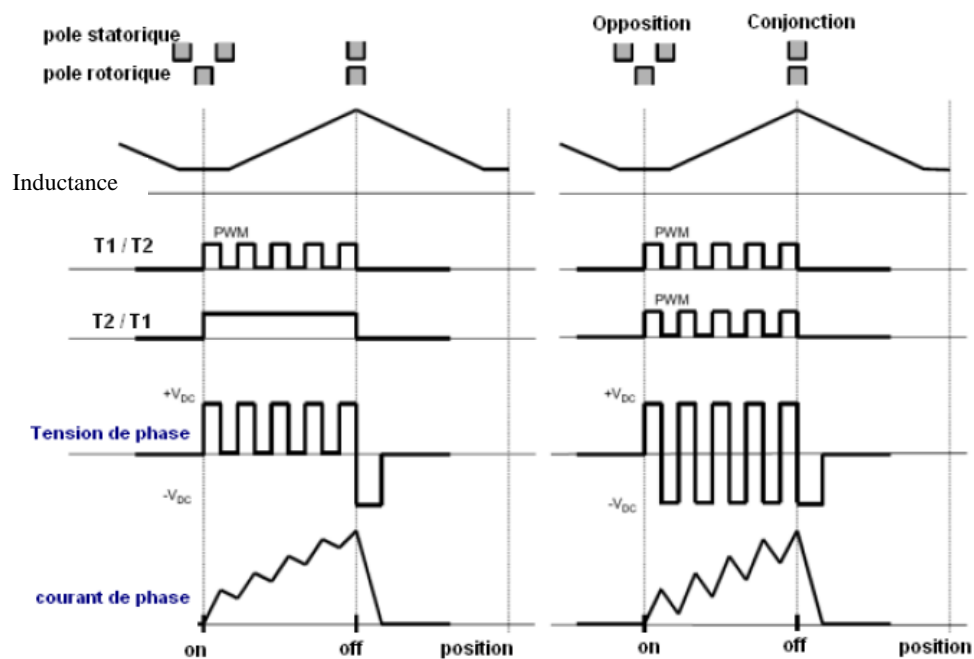 pole statorique
pole rotorique
Opposition
Conjonction
Inductance
T1 / T2
PWM
PWM
T2 / T1
PWM
+VDC
Tension de phase
-VDC
+VDC
-VDC
courant de phase
on
off
position
on
off
position